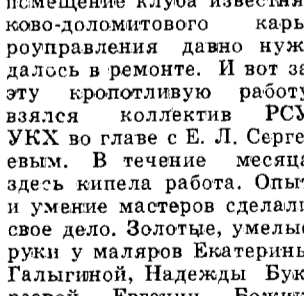 помещение клуба известня-
ково-доломитового карь
роуправления давно нуж
далось в ремонте. И вот за
эту кропотливую работу
взялся коллектив РСУ
УКХ во главе с Е. Л. Серге
евым. В течение месяца
здесь кипела работа. Опыт
и умение мастеров сделали
свое дело. Золотые, умелые
руки у маляров Екатерины
Галыгиной, Надежды Бук
Евгении